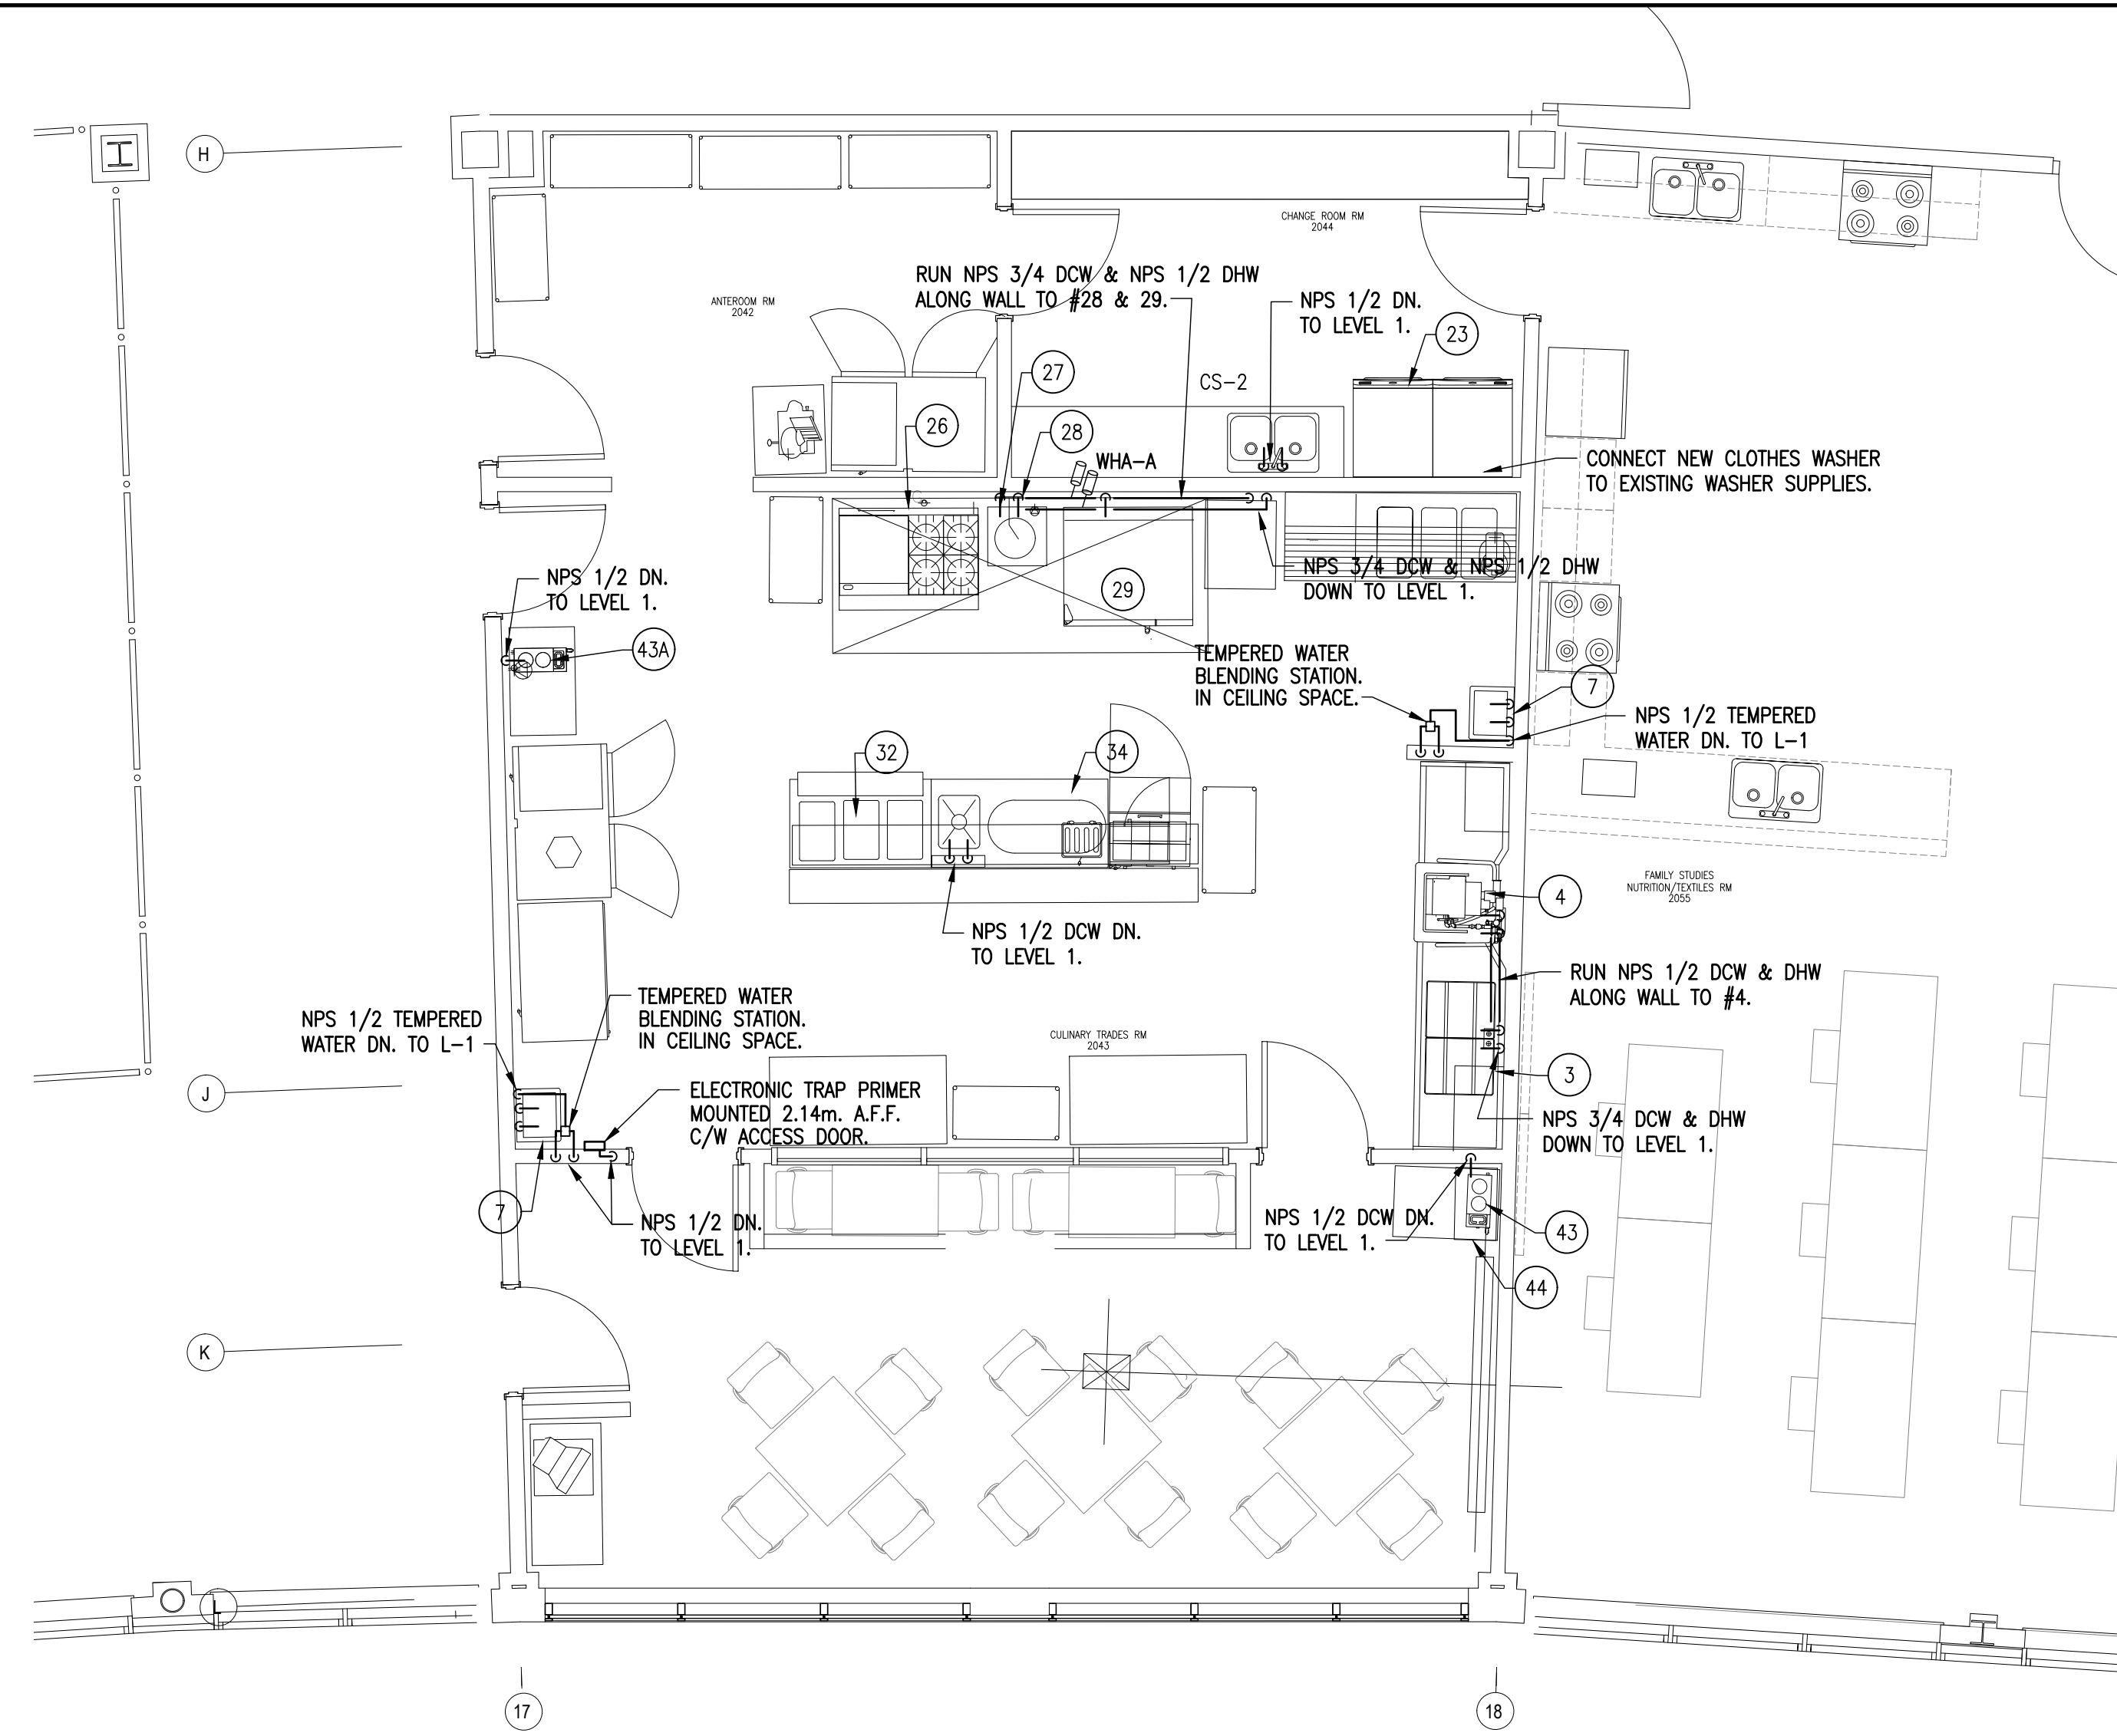 H
CHANGE ROOM RM
2044
RUN NPS 3/4 DCW & NPS 1/2 DHW
ALONG WALL TO #28 & 29.
ANTEROOM RM
2042
NPS 1/2 DN.
TO LEVEL 1.
23
27
CS-2
26
28
WHA-A
CONNECT NEW CLOTHES WASHER
TO EXISTING WASHER SUPPLIES.
NPS 1/2 DN.
TO LEVEL 1.
NPS 3/4 DCW & NPS 1/2 DHW
DOWN TO LEVEL 1.
29
43A
TEMPERED WATER
BLENDING STATION.
IN CEILING SPACE.
7
NPS 1/2 TEMPERED
WATER DN. TO L-1
32
34
FAMILY STUDIES
NUTRITION/TEXTILES RM
2055
4
NPS 1/2 DCW DN.
TO LEVEL 1.
RUN NPS 1/2 DCW & DHW
ALONG WALL TO #4.
TEMPERED WATER
BLENDING STATION.
IN CEILING SPACE.
NPS 1/2 TEMPERED
WATER DN. TO L-1
CULINARY TRADES RM
2043
3
J
ELECTRONIC TRAP PRIMER
MOUNTED 2.14m. A.F.F.
C/W ACCESS DOOR.
NPS 3/4 DCW & DHW
DOWN TO LEVEL 1.
7
NPS 1/2 DN.
TO LEVEL 1.
NPS 1/2 DCW DN.
TO LEVEL 1.
43
44
K
L
17
18